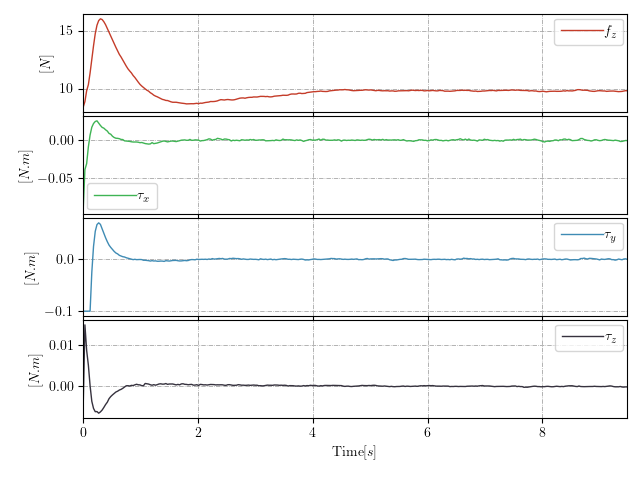 15
10
[N]
f_z
0.00
−0.05
[N.m]
τ_x
0.0
−0.1
[N.m]
τ_y
0.01
0.00
[N.m]
τ_z
0 2 4 6 8
Time[s]